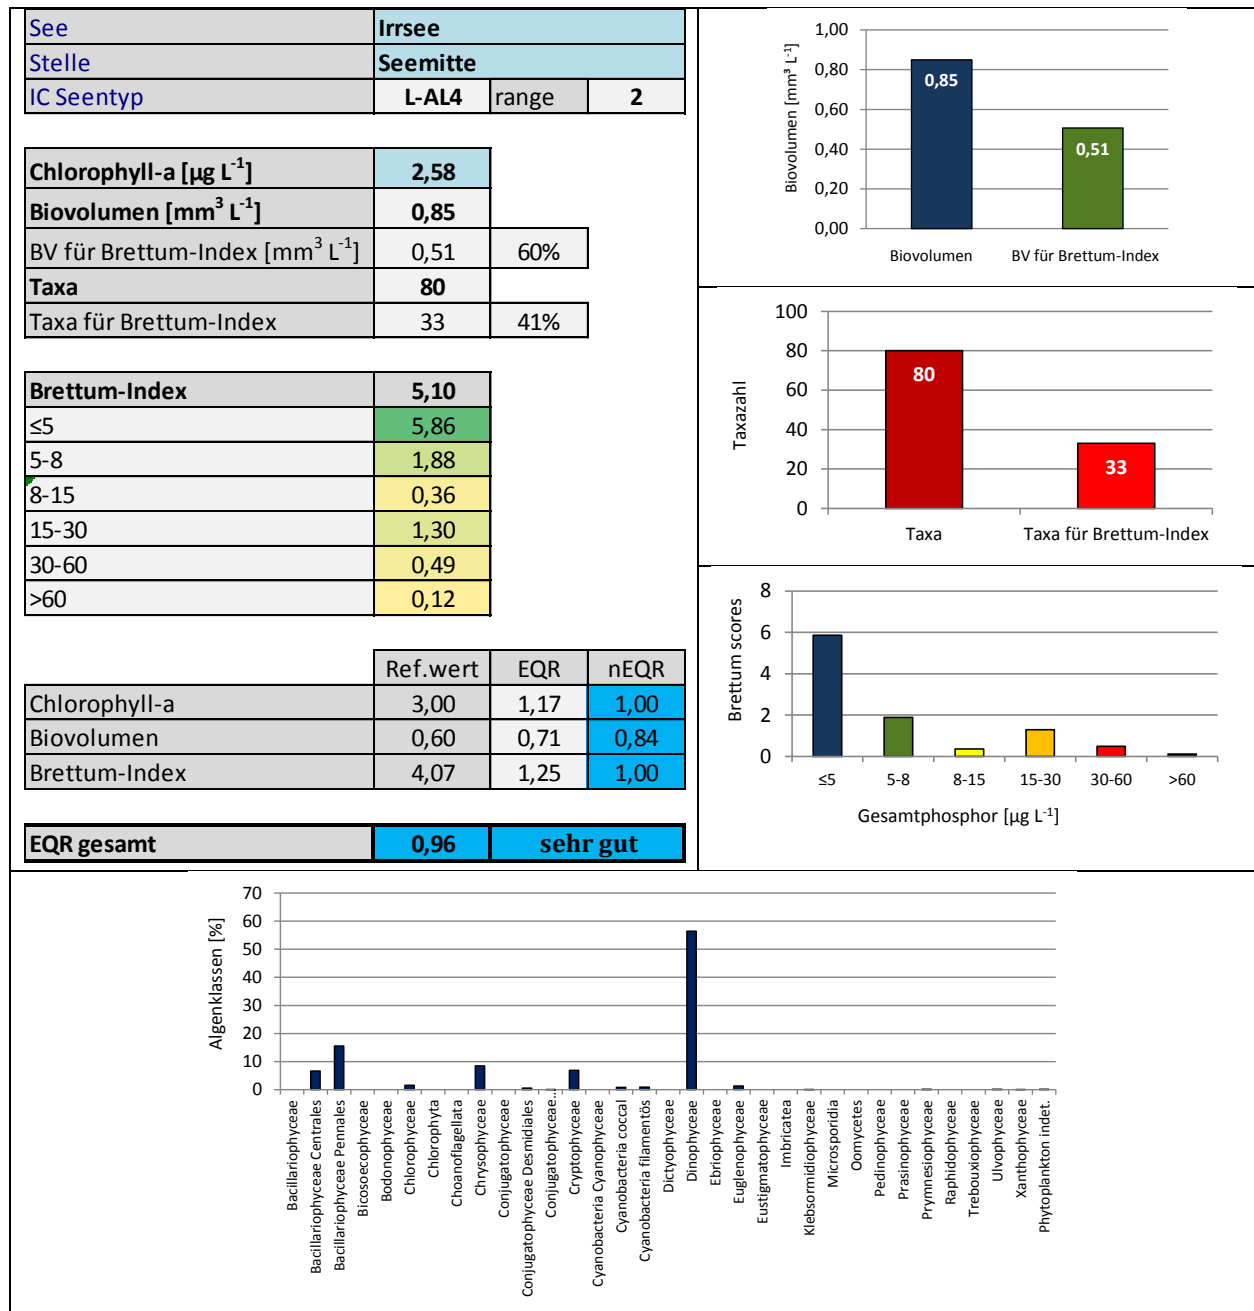 See Irrsee
Stelle Seemitte
IC Seentyp L-AL4 range 2
Chlorophyll-a [µg L⁻¹] 2,58
Biovolumen [mm³ L⁻¹] 0,85
BV für Brettum-Index [mm³ L⁻¹] 0,51 60%
Taxa 80
Taxa für Brettum-Index 33 41%
Brettum-Index 5,10
≤5 5,86
5-8 1,88
8-15 0,36
15-30 1,30
30-60 0,49
>60 0,12
Ref.wert EQR nEQR
Chlorophyll-a 3,00 1,17 1,00
Biovolumen 0,60 0,71 0,84
Brettum-Index 4,07 1,25 1,00
EQR gesamt 0,96 sehr gut
Biovolumen [mm³ L⁻¹]
1,00
0,80
0,60
0,40
0,20
0,00
0,85
0,51
Biovolumen BV für Brettum-Index
Taxazahl
100
80
60
40
20
0
80
33
Taxa Taxa für Brettum-Index
Brettum scores
8
6
4
2
0
≤5 5-8 8-15 15-30 30-60 >60
Gesamtphosphor [µg L⁻¹]
Algenklassen [%]
70
60
50
40
30
20
10
0
Bacillariophyceae
Bacillariophyceae Centrales
Bacillariophyceae Pennales
Bicosoecophyceae
Bodonophyceae
Chlorophyceae
Chlorophyta
Choanoflagellata
Chrysophyceae
Conjugatophyceae
Conjugatophyceae Desmidiales
Conjugatophyceae...
Cryptophyceae
Cyanobacteria Cyanophyceae
Cyanobacteria coccal
Cyanobacteria filamentös
Dictyophyceae
Dinophyceae
Ebriophyceae
Euglenophyceae
Eustigmatophyceae
Imbricatea
Klebsormidiophyceae
Microsporidia
Oomycetes
Pedinophyceae
Prasinophyceae
Prymnesiophyceae
Raphidophyceae
Trebouxiophyceae
Ulvophyceae
Xanthophyceae
Phytoplankton indet.